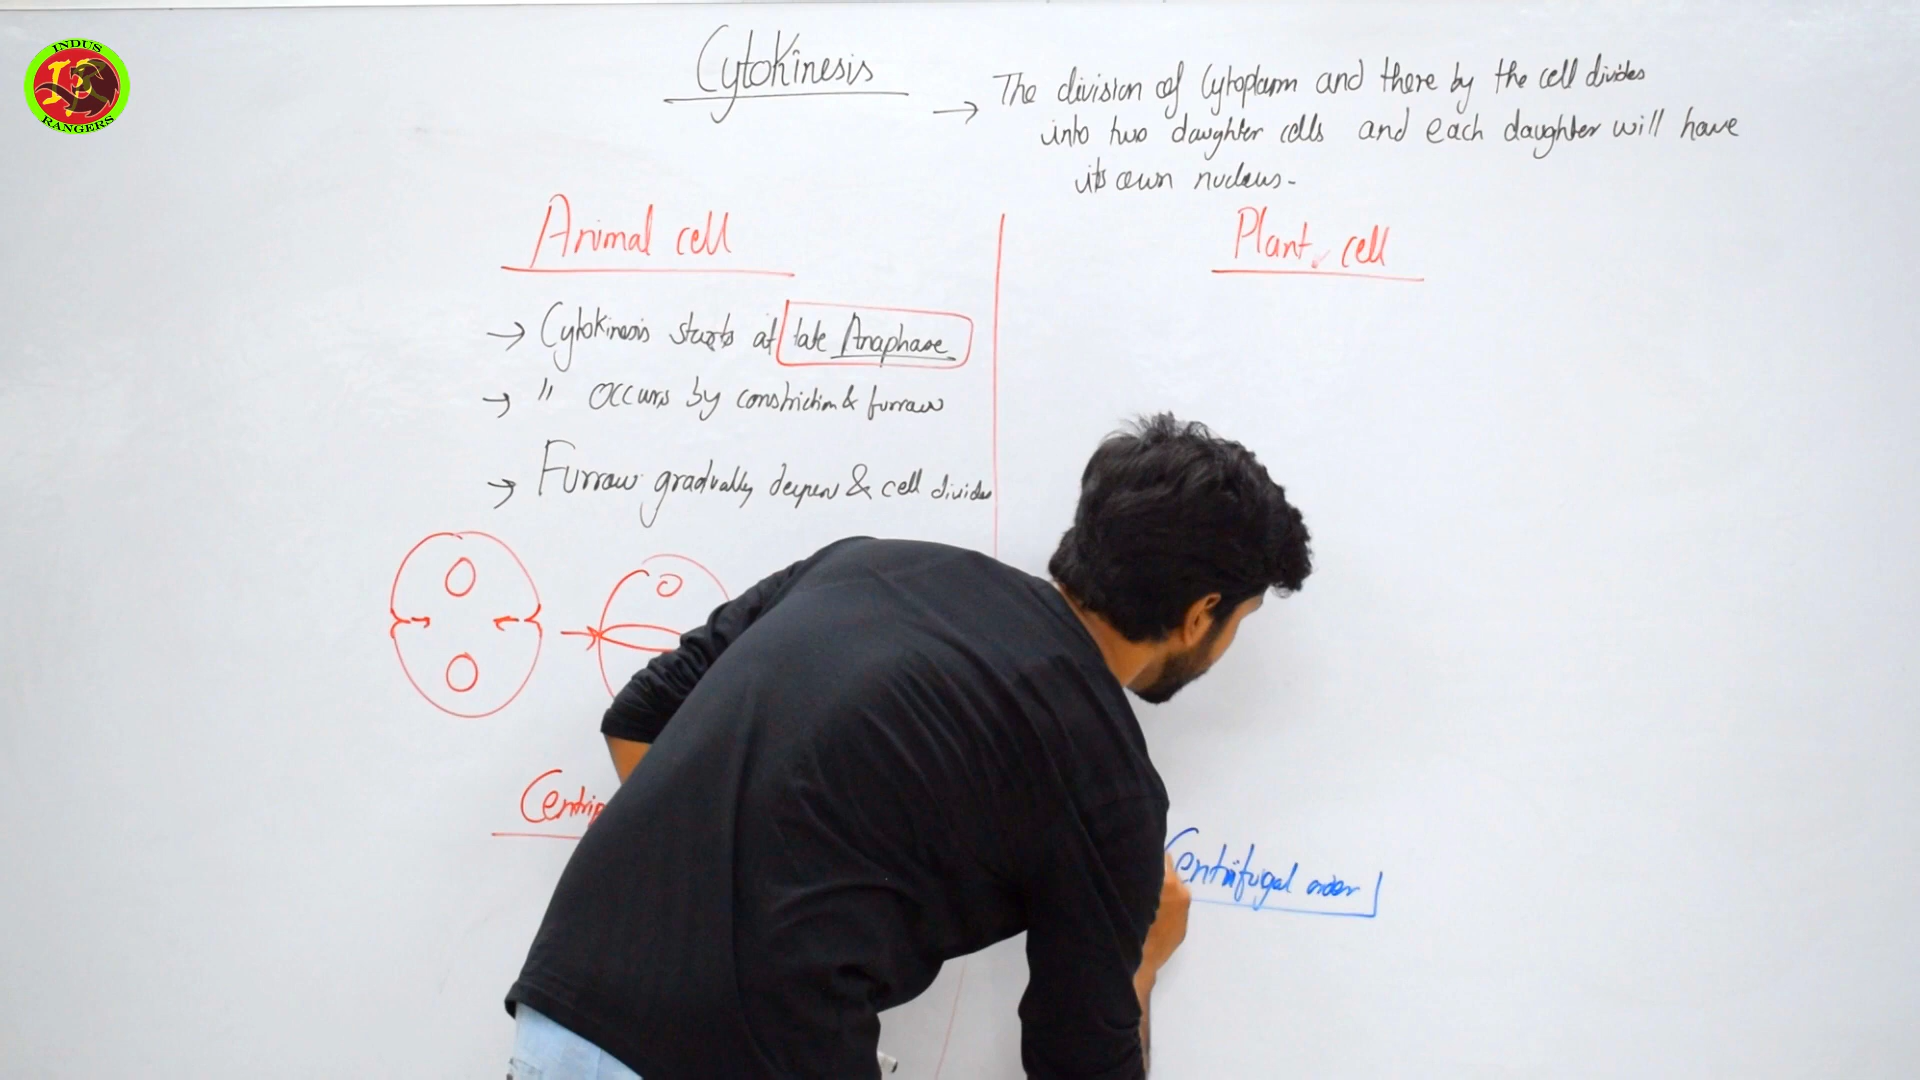 INDUS
RANGERS
Cytokinesis
→ The division of Cytoplasm and there by the cell divides
into two daughter cells and each daughter will have
its own nucleus-
Animal cell
→ Cytokinesis starts at late Anaphase
→ " Occurs by constriction & furrow
→ Furrow gradually deepen & cell divides
Centrip
Plant cell
Centrifugal order